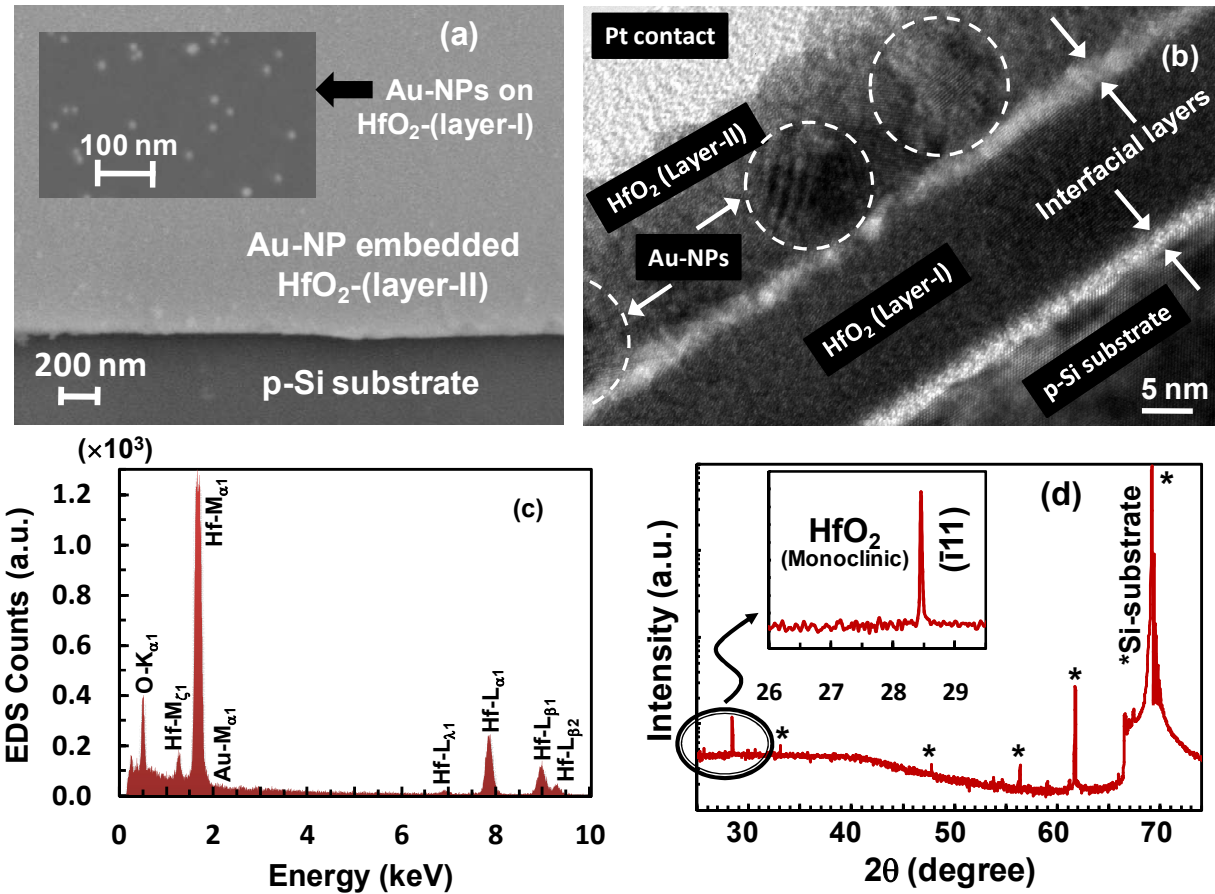 (a)
Au-NPs on
HfO₂-(layer-I)
100 nm
Au-NP embedded
HfO₂-(layer-II)
200 nm
p-Si substrate
Pt contact
(b)
HfO₂ (Layer-II)
Interfacial layers
Au-NPs
HfO₂ (Layer-I)
p-Si substrate
5 nm
(×10³)
(c)
EDS Counts (a.u.)
1.2
0.9
0.6
0.4
0.2
0.0
O-Kα1
Hf-Mζ1
Hf-Mα1
Au-Mα1
Hf-Lλ1
Hf-Lα1
Hf-Lβ1
Hf-Lβ2
0 2 4 6 8 10
Energy (keV)
(d)
Intensity (a.u.)
HfO₂
(Monoclinic)
(ī11)
26 27 28 29
*Si-substrate
*
*
*
*
*
*
30 40 50 60 70
2θ (degree)